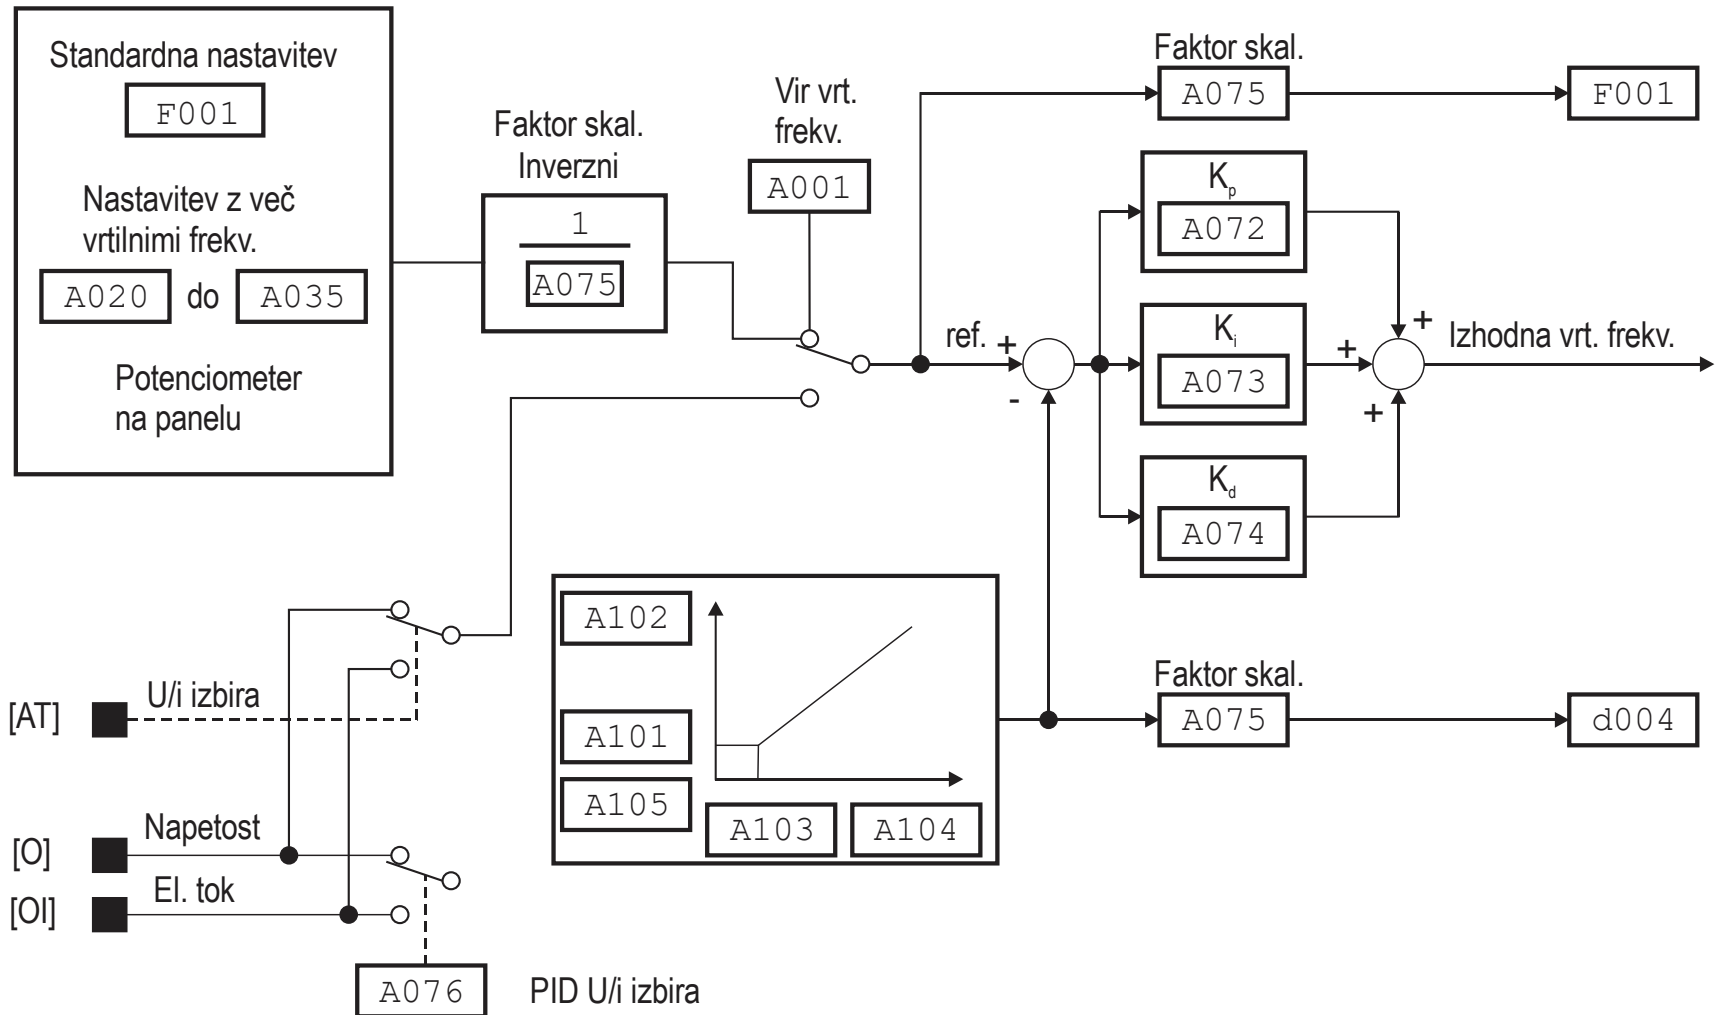 Standardna nastavitev
F001
Nastavitev z več
vrtilnimi frekv.
A020 do A035
Potenciometer
na panelu
Faktor skal.
Inverzni
1
A075
Vir vrt.
frekv.
A001
Faktor skal.
A075
F001
Kp
A072
ref.
+
-
Ki
A073
+
+
+
Izhodna vrt. frekv.
Kd
A074
A102
A101
A105
A103
A104
Faktor skal.
A075
d004
[AT]
U/i izbira
[O]
Napetost
[OI]
El. tok
A076
PID U/i izbira